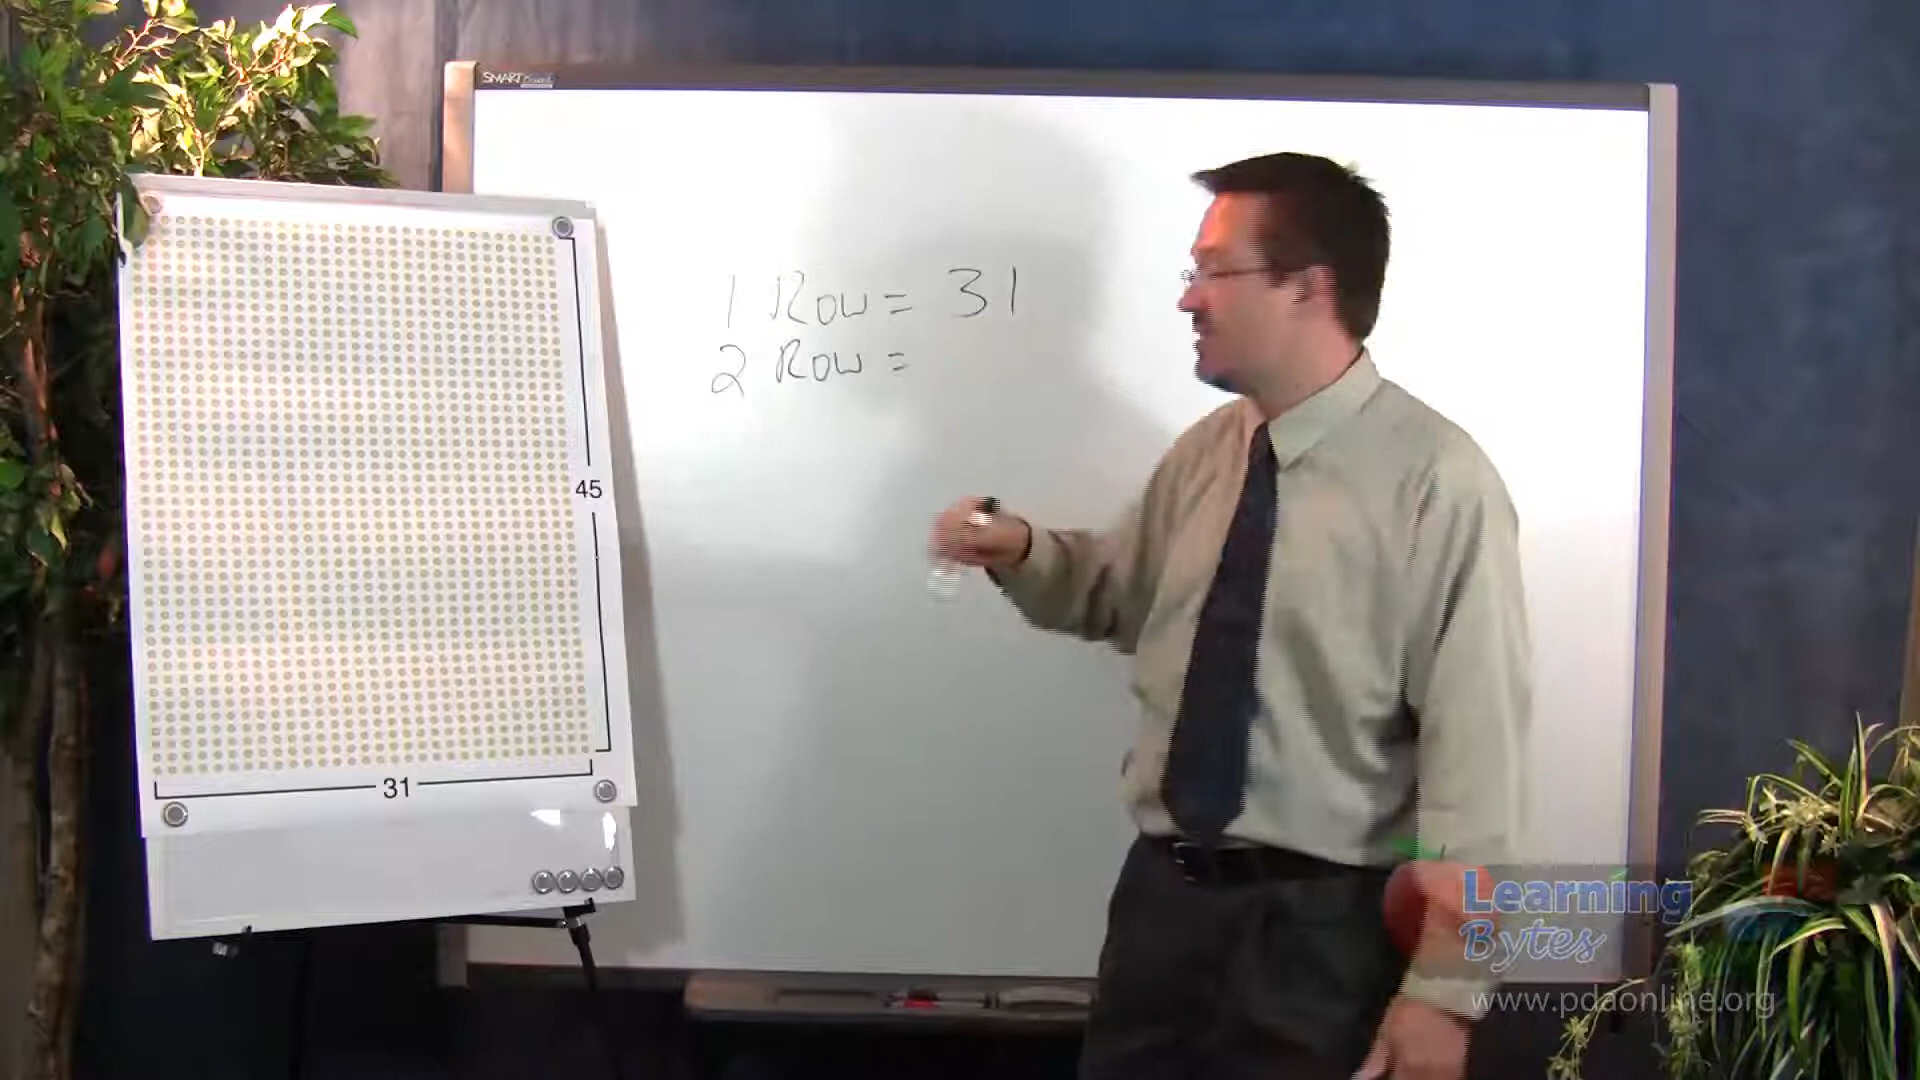 SMART
1 Row = 31
2 Row =
45
31
Learning
Bytes
www.pdaonline.org